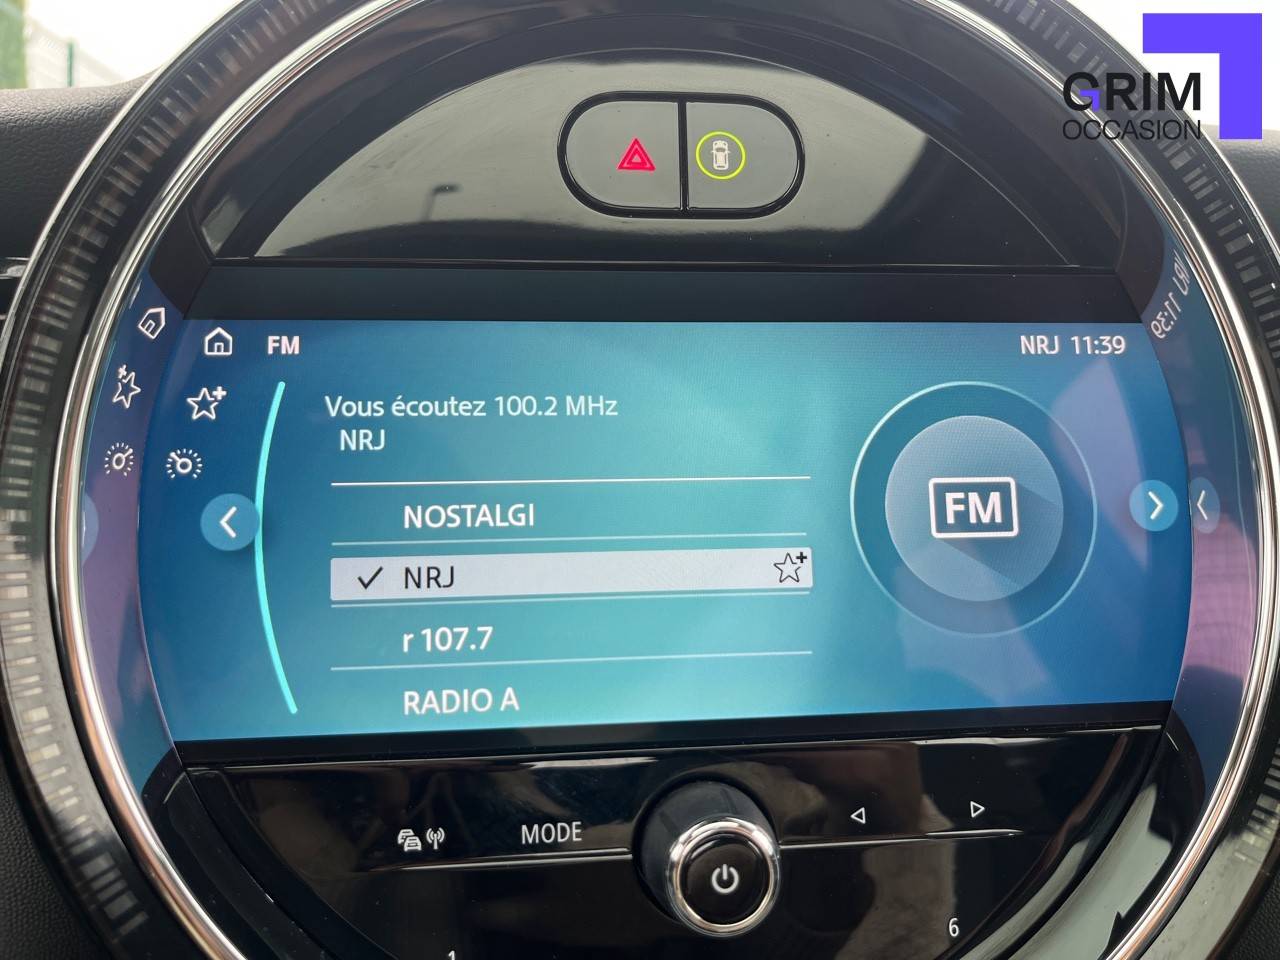 GRIM
OCCASION
FM
NRJ 11:39
Vous écoutez 100.2 MHz
NRJ
NOSTALGI
NRJ
r 107.7
RADIO A
FM
MODE
1
6